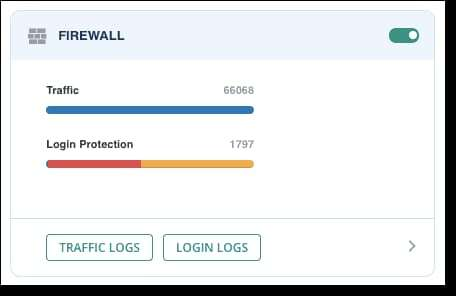 FIREWALL
Traffic 66068
Login Protection 1797
TRAFFIC LOGS LOGIN LOGS